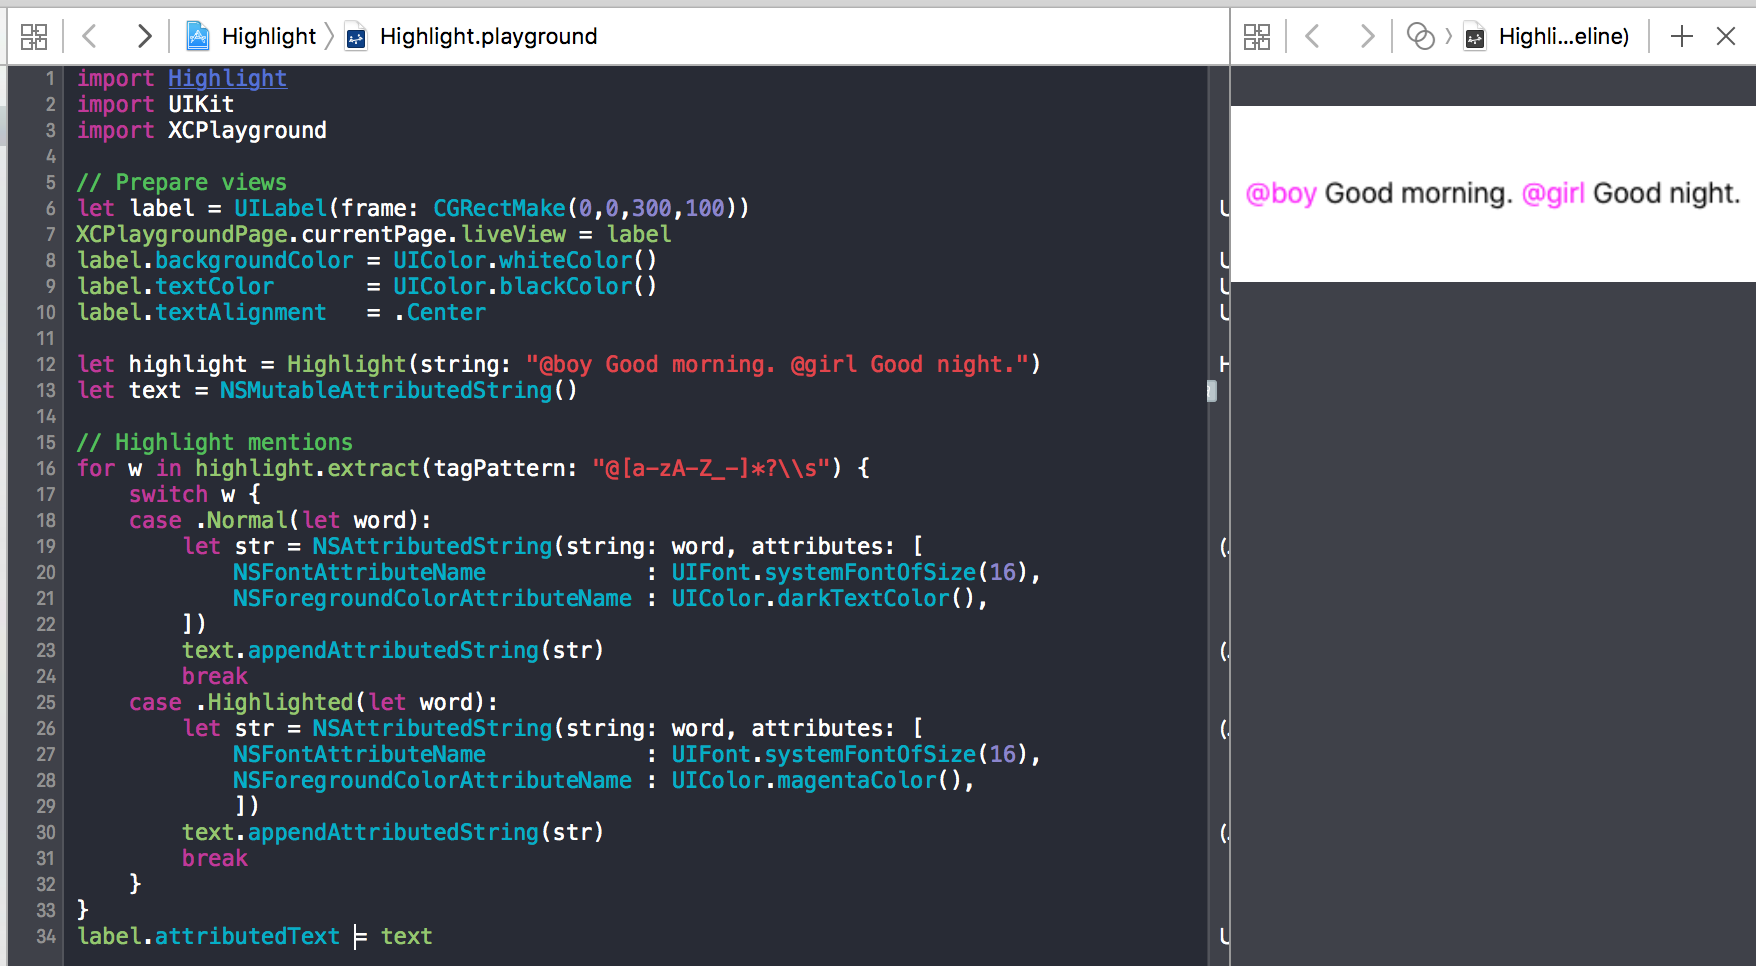 Highlight > Highlight.playground
Highli...eline) + ×
1 import Highlight
2 import UIKit
3 import XCPlayground
4
5 // Prepare views
6 let label = UILabel(frame: CGRectMake(0,0,300,100))
7 XCPlaygroundPage.currentPage.liveView = label
8 label.backgroundColor = UIColor.whiteColor()
9 label.textColor       = UIColor.blackColor()
10 label.textAlignment   = .Center
11
12 let highlight = Highlight(string: "@boy Good morning. @girl Good night.")
13 let text = NSMutableAttributedString()
14
15 // Highlight mentions
16 for w in highlight.extract(tagPattern: "@[a-zA-Z_-]*?\\s") {
17     switch w {
18     case .Normal(let word):
19         let str = NSAttributedString(string: word, attributes: [
20             NSFontAttributeName            : UIFont.systemFontOfSize(16),
21             NSForegroundColorAttributeName : UIColor.darkTextColor(),
22         ])
23         text.appendAttributedString(str)
24         break
25     case .Highlighted(let word):
26         let str = NSAttributedString(string: word, attributes: [
27             NSFontAttributeName            : UIFont.systemFontOfSize(16),
28             NSForegroundColorAttributeName : UIColor.magentaColor(),
29             ])
30         text.appendAttributedString(str)
31         break
32     }
33 }
34 label.attributedText = text
@boy Good morning. @girl Good night.